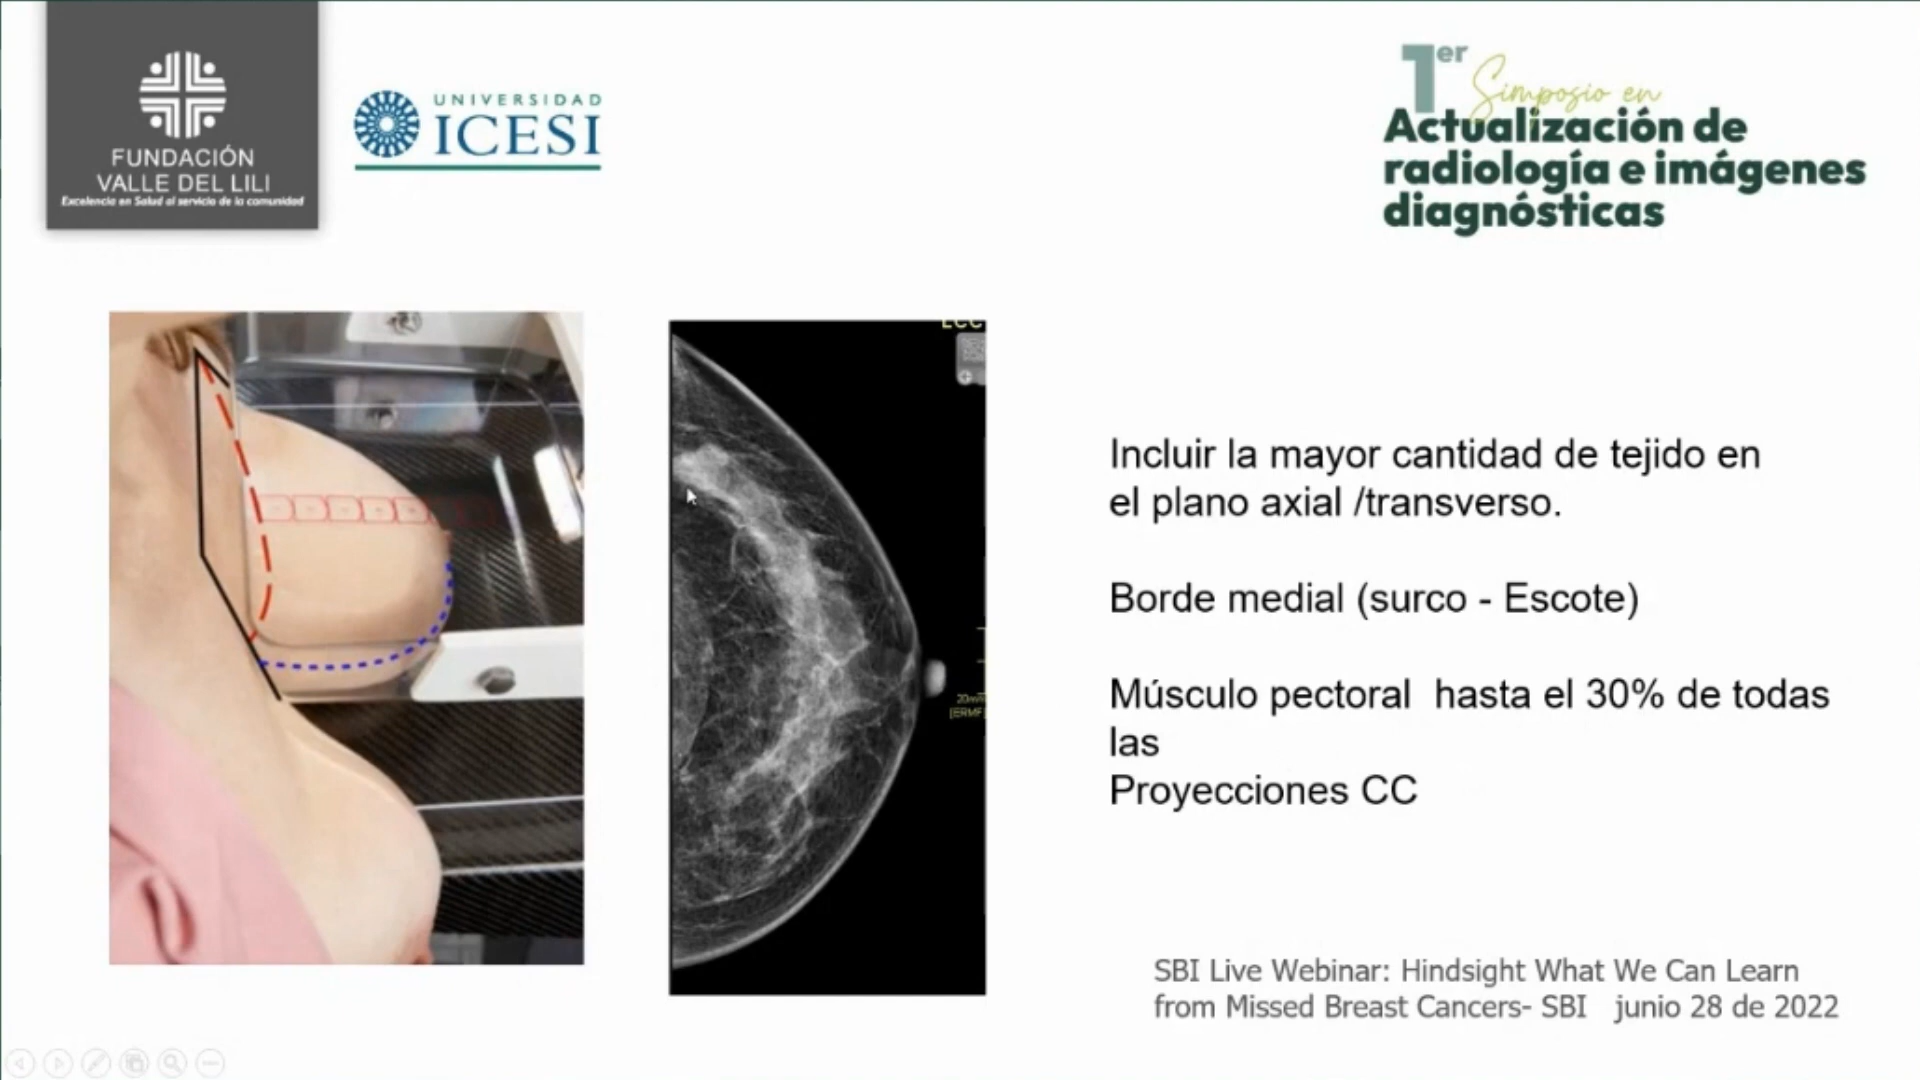 FUNDACIÓN
VALLE DEL LILI
Excelencia en Salud al servicio de la comunidad
UNIVERSIDAD
ICESI
1er
Simposio en
Actualización de
radiología e imágenes
diagnósticas
LCC
Incluir la mayor cantidad de tejido en
el plano axial /transverso.
Borde medial (surco - Escote)
Músculo pectoral  hasta el 30% de todas
las
Proyecciones CC
SBI Live Webinar: Hindsight What We Can Learn
from Missed Breast Cancers- SBI   junio 28 de 2022